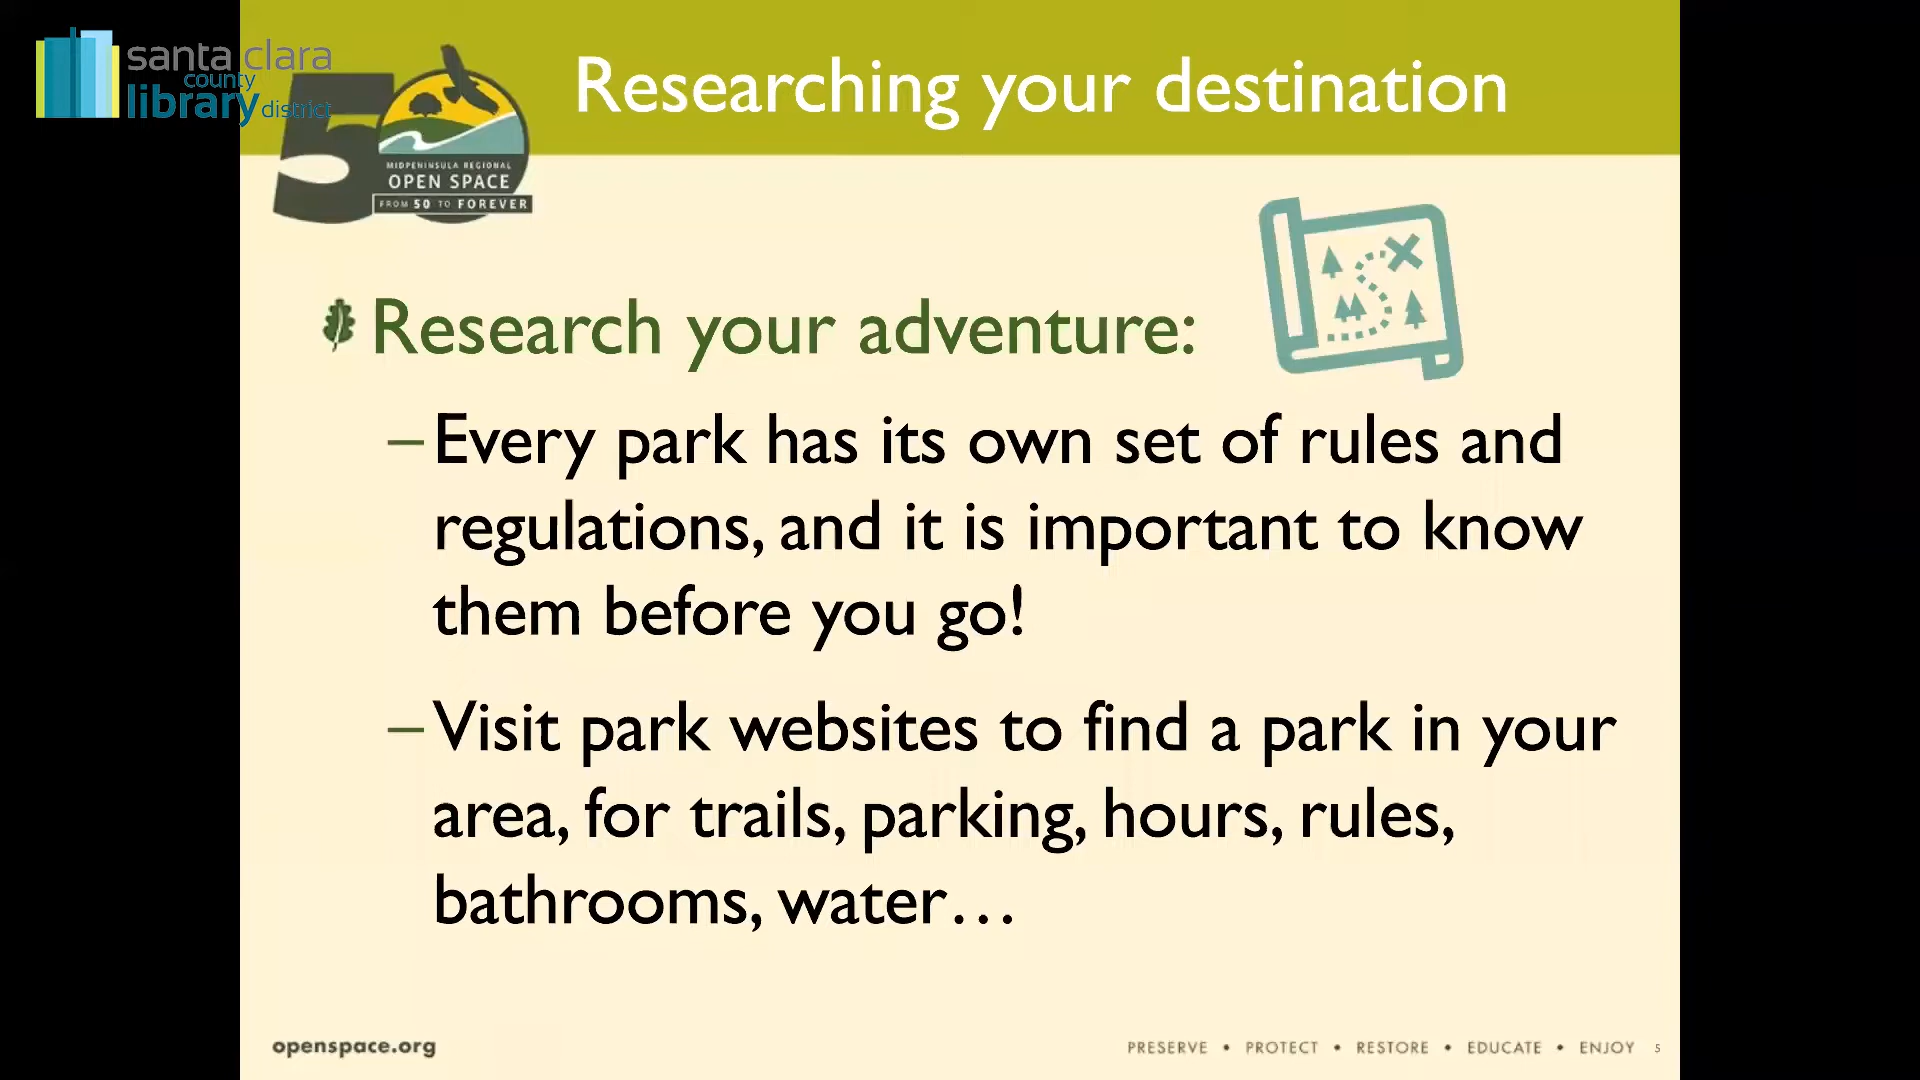 santa clara
county
library district
50
MIDPENINSULA REGIONAL
OPEN SPACE
FROM 50 TO FOREVER
Researching your destination
Research your adventure:
–Every park has its own set of rules and
regulations, and it is important to know
them before you go!
–Visit park websites to find a park in your
area, for trails, parking, hours, rules,
bathrooms, water…
openspace.org
PRESERVE • PROTECT • RESTORE • EDUCATE • ENJOY 5